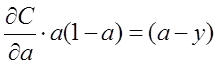 ∂C/∂a · a(1−a) = (a−y)